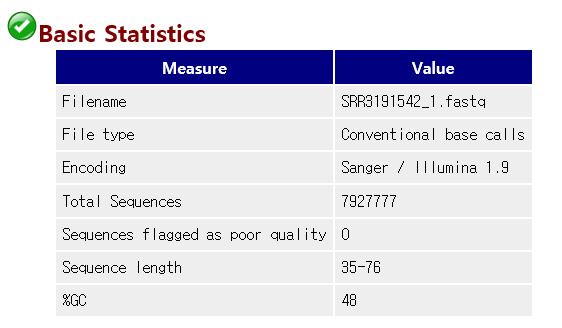 Basic Statistics
Measure Value
Filename SRR3191542_1.fastq
File type Conventional base calls
Encoding Sanger / Illumina 1.9
Total Sequences 7927777
Sequences flagged as poor quality 0
Sequence length 35-76
%GC 48